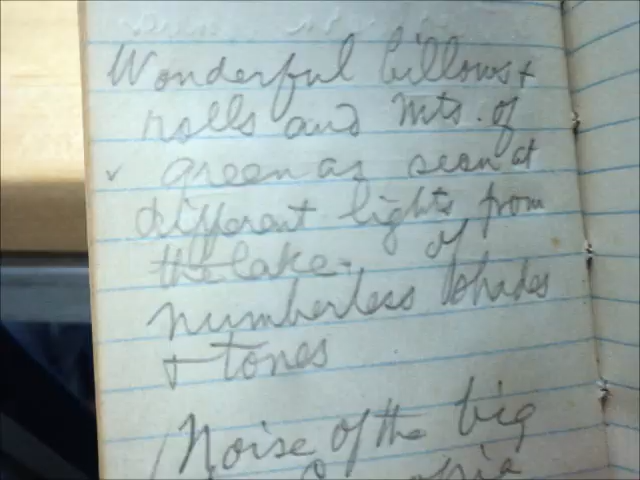 Wonderful billows +
rolls and Mts. of
✓ green as seen at
different lights from
the lake - of
numberless shades
+ tones
Noise of the big